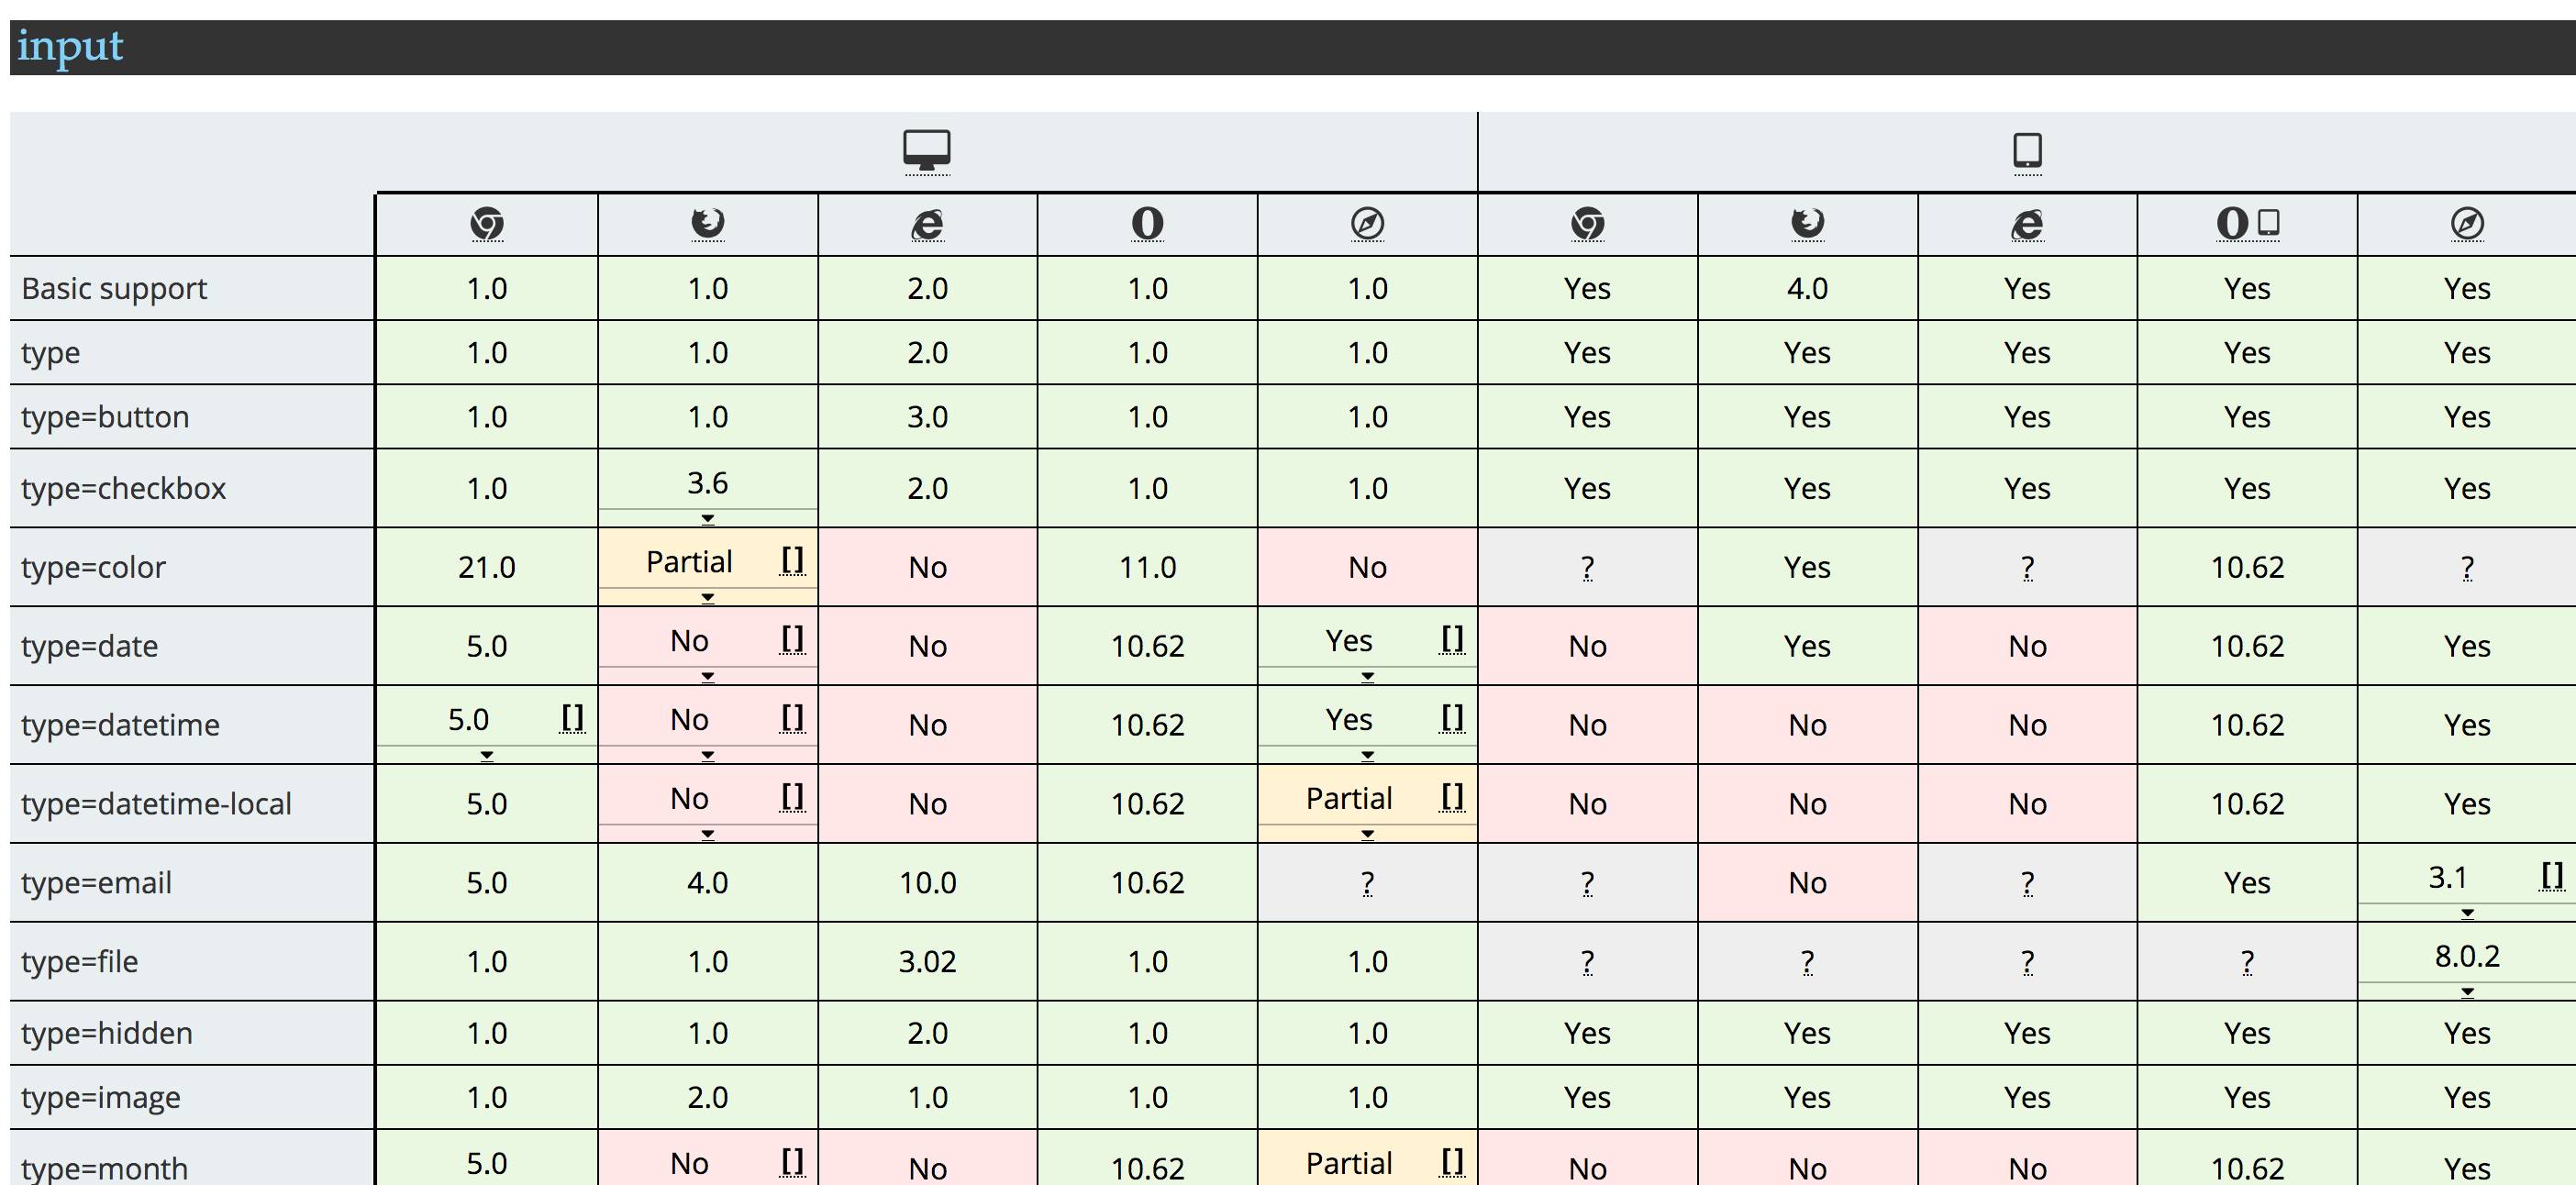 input
Basic support 1.0 1.0 2.0 1.0 1.0 Yes 4.0 Yes Yes Yes
type 1.0 1.0 2.0 1.0 1.0 Yes Yes Yes Yes Yes
type=button 1.0 1.0 3.0 1.0 1.0 Yes Yes Yes Yes Yes
type=checkbox 1.0 3.6 2.0 1.0 1.0 Yes Yes Yes Yes Yes
type=color 21.0 Partial [] No 11.0 No ? Yes ? 10.62 ?
type=date 5.0 No [] No 10.62 Yes [] No Yes No 10.62 Yes
type=datetime 5.0 [] No [] No 10.62 Yes [] No No No 10.62 Yes
type=datetime-local 5.0 No [] No 10.62 Partial [] No No No 10.62 Yes
type=email 5.0 4.0 10.0 10.62 ? ? No ? Yes 3.1 []
type=file 1.0 1.0 3.02 1.0 1.0 ? ? ? ? 8.0.2
type=hidden 1.0 1.0 2.0 1.0 1.0 Yes Yes Yes Yes Yes
type=image 1.0 2.0 1.0 1.0 1.0 Yes Yes Yes Yes Yes
type=month 5.0 No [] No 10.62 Partial [] No No No 10.62 Yes